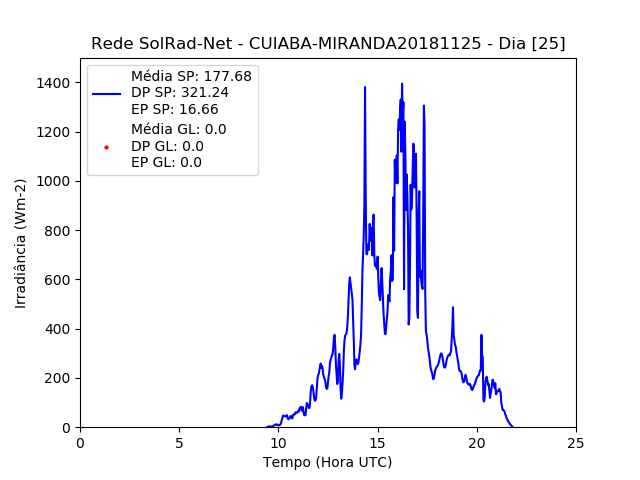 Rede SolRad-Net - CUIABA-MIRANDA20181125 - Dia [25]
Média SP: 177.68
DP SP: 321.24
EP SP: 16.66
Média GL: 0.0
DP GL: 0.0
EP GL: 0.0
Irradiância (Wm-2)
1400
1200
1000
800
600
400
200
0
0 5 10 15 20 25
Tempo (Hora UTC)